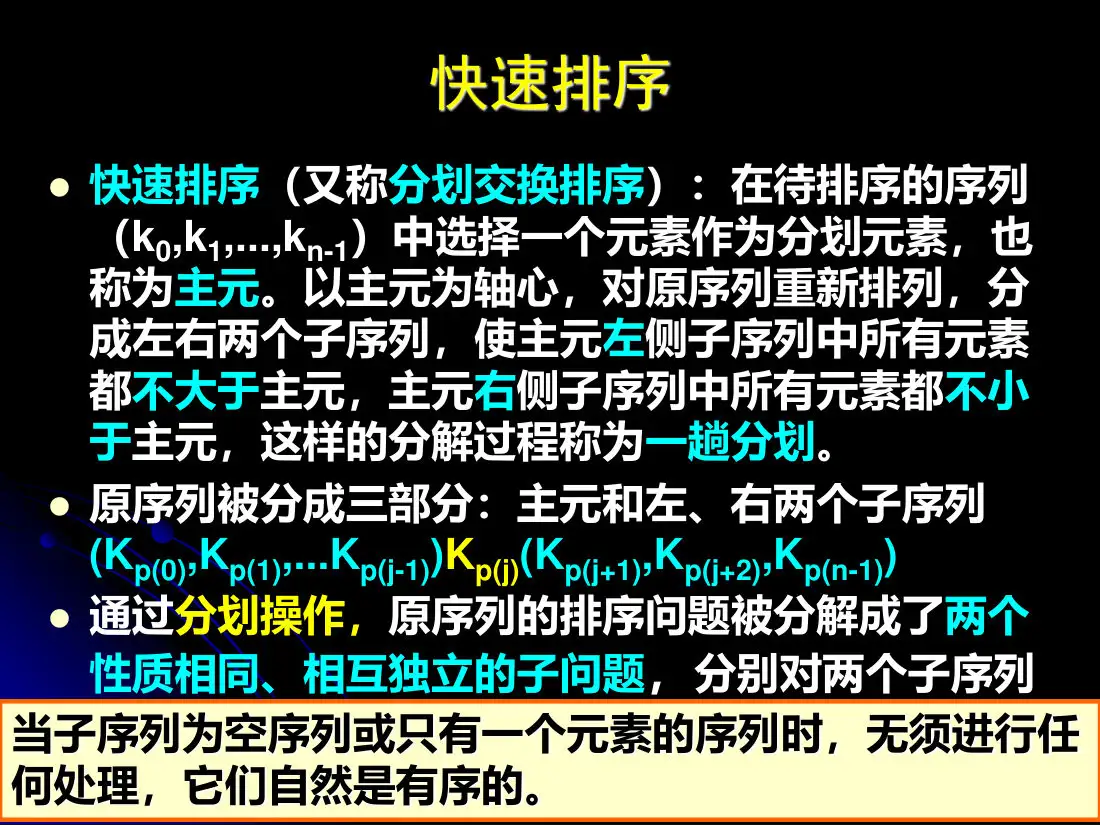 快速排序
快速排序（又称分划交换排序）：在待排序的序列
（k0,k1,...,kn-1）中选择一个元素作为分划元素，也
称为主元。以主元为轴心，对原序列重新排列，分
成左右两个子序列，使主元左侧子序列中所有元素
都不大于主元，主元右侧子序列中所有元素都不小
于主元，这样的分解过程称为一趟分划。
原序列被分成三部分：主元和左、右两个子序列
(Kp(0),Kp(1),...Kp(j-1))Kp(j)(Kp(j+1),Kp(j+2),Kp(n-1))
通过分划操作，原序列的排序问题被分解成了两个
性质相同、相互独立的子问题，分别对两个子序列
当子序列为空序列或只有一个元素的序列时，无须进行任
何处理，它们自然是有序的。